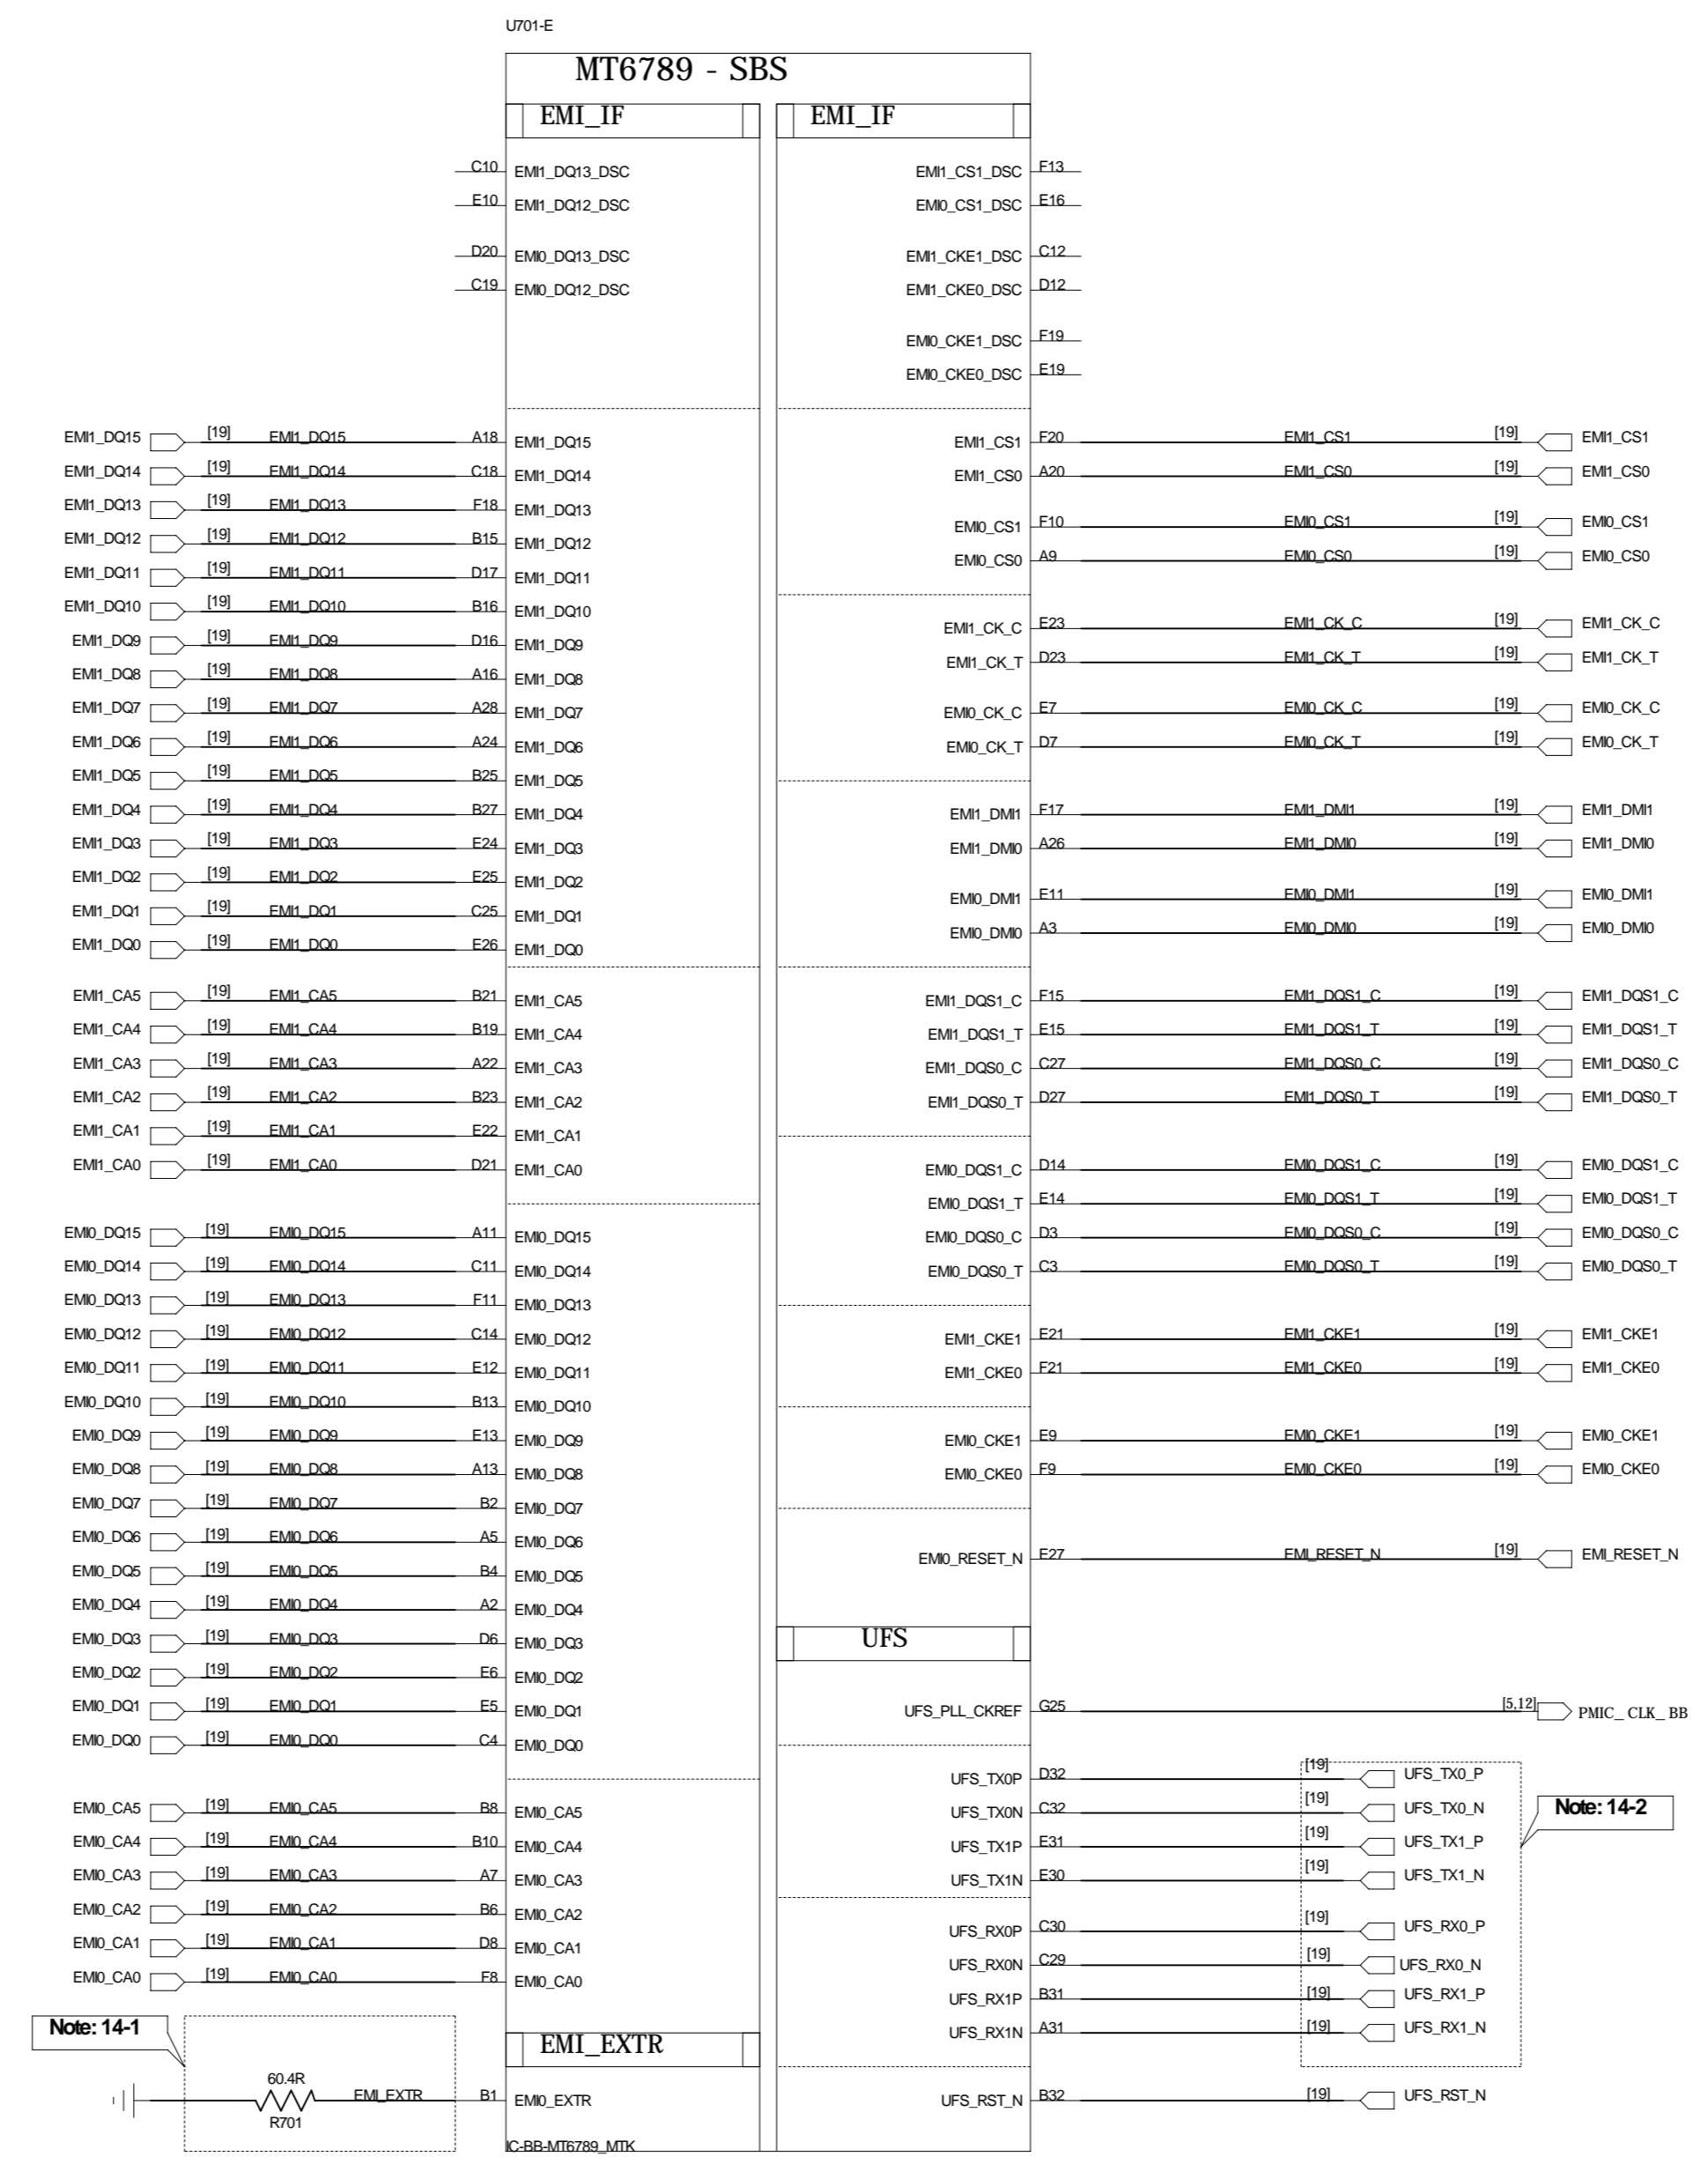 U701-E
MT6789 - SBS
EMI_IF EMI_IF
C10 EMI1_DQ13_DSC EMI1_CS1_DSC F13
E10 EMI1_DQ12_DSC EMI0_CS1_DSC E16
D20 EMI0_DQ13_DSC EMI1_CKE1_DSC C12
C19 EMI0_DQ12_DSC EMI1_CKE0_DSC D12
EMI0_CKE1_DSC F19
EMI0_CKE0_DSC E19
EMI1_DQ15 [19] EMI1_DQ15 A18 EMI1_DQ15 EMI1_CS1 F20 EMI1_CS1 [19] EMI1_CS1
EMI1_DQ14 [19] EMI1_DQ14 C18 EMI1_DQ14 EMI1_CS0 A20 EMI1_CS0 [19] EMI1_CS0
EMI1_DQ13 [19] EMI1_DQ13 F18 EMI1_DQ13 EMI0_CS1 F10 EMI0_CS1 [19] EMI0_CS1
EMI1_DQ12 [19] EMI1_DQ12 B15 EMI1_DQ12 EMI0_CS0 A9 EMI0_CS0 [19] EMI0_CS0
EMI1_DQ11 [19] EMI1_DQ11 D17 EMI1_DQ11
EMI1_DQ10 [19] EMI1_DQ10 B16 EMI1_DQ10 EMI1_CK_C E23 EMI1_CK_C [19] EMI1_CK_C
EMI1_DQ9 [19] EMI1_DQ9 D16 EMI1_DQ9 EMI1_CK_T D23 EMI1_CK_T [19] EMI1_CK_T
EMI1_DQ8 [19] EMI1_DQ8 A16 EMI1_DQ8
EMI1_DQ7 [19] EMI1_DQ7 A28 EMI1_DQ7 EMI0_CK_C E7 EMI0_CK_C [19] EMI0_CK_C
EMI1_DQ6 [19] EMI1_DQ6 A24 EMI1_DQ6 EMI0_CK_T D7 EMI0_CK_T [19] EMI0_CK_T
EMI1_DQ5 [19] EMI1_DQ5 B25 EMI1_DQ5
EMI1_DQ4 [19] EMI1_DQ4 B27 EMI1_DQ4 EMI1_DMI1 F17 EMI1_DMI1 [19] EMI1_DMI1
EMI1_DQ3 [19] EMI1_DQ3 E24 EMI1_DQ3 EMI1_DMI0 A26 EMI1_DMI0 [19] EMI1_DMI0
EMI1_DQ2 [19] EMI1_DQ2 E25 EMI1_DQ2 EMI0_DMI1 E11 EMI0_DMI1 [19] EMI0_DMI1
EMI1_DQ1 [19] EMI1_DQ1 C25 EMI1_DQ1 EMI0_DMI0 A3 EMI0_DMI0 [19] EMI0_DMI0
EMI1_DQ0 [19] EMI1_DQ0 E26 EMI1_DQ0
EMI1_CA5 [19] EMI1_CA5 B21 EMI1_CA5 EMI1_DQS1_C F15 EMI1_DQS1_C [19] EMI1_DQS1_C
EMI1_CA4 [19] EMI1_CA4 B19 EMI1_CA4 EMI1_DQS1_T E15 EMI1_DQS1_T [19] EMI1_DQS1_T
EMI1_CA3 [19] EMI1_CA3 A22 EMI1_CA3 EMI1_DQS0_C C27 EMI1_DQS0_C [19] EMI1_DQS0_C
EMI1_CA2 [19] EMI1_CA2 B23 EMI1_CA2 EMI1_DQS0_T D27 EMI1_DQS0_T [19] EMI1_DQS0_T
EMI1_CA1 [19] EMI1_CA1 E22 EMI1_CA1
EMI1_CA0 [19] EMI1_CA0 D21 EMI1_CA0 EMI0_DQS1_C D14 EMI0_DQS1_C [19] EMI0_DQS1_C
EMI0_DQS1_T E14 EMI0_DQS1_T [19] EMI0_DQS1_T
EMI0_DQ15 [19] EMI0_DQ15 A11 EMI0_DQ15 EMI0_DQS0_C D3 EMI0_DQS0_C [19] EMI0_DQS0_C
EMI0_DQ14 [19] EMI0_DQ14 C11 EMI0_DQ14 EMI0_DQS0_T C3 EMI0_DQS0_T [19] EMI0_DQS0_T
EMI0_DQ13 [19] EMI0_DQ13 F11 EMI0_DQ13
EMI0_DQ12 [19] EMI0_DQ12 C14 EMI0_DQ12 EMI1_CKE1 E21 EMI1_CKE1 [19] EMI1_CKE1
EMI0_DQ11 [19] EMI0_DQ11 E12 EMI0_DQ11 EMI1_CKE0 F21 EMI1_CKE0 [19] EMI1_CKE0
EMI0_DQ10 [19] EMI0_DQ10 B13 EMI0_DQ10
EMI0_DQ9 [19] EMI0_DQ9 E13 EMI0_DQ9 EMI0_CKE1 E9 EMI0_CKE1 [19] EMI0_CKE1
EMI0_DQ8 [19] EMI0_DQ8 A13 EMI0_DQ8 EMI0_CKE0 F9 EMI0_CKE0 [19] EMI0_CKE0
EMI0_DQ7 [19] EMI0_DQ7 B2 EMI0_DQ7
EMI0_DQ6 [19] EMI0_DQ6 A5 EMI0_DQ6 EMI0_RESET_N E27 EMI_RESET_N [19] EMI_RESET_N
EMI0_DQ5 [19] EMI0_DQ5 B4 EMI0_DQ5
EMI0_DQ4 [19] EMI0_DQ4 A2 EMI0_DQ4
EMI0_DQ3 [19] EMI0_DQ3 D6 EMI0_DQ3 UFS
EMI0_DQ2 [19] EMI0_DQ2 E6 EMI0_DQ2
EMI0_DQ1 [19] EMI0_DQ1 E5 EMI0_DQ1 UFS_PLL_CKREF G25 [5,12] PMIC_CLK_BB
EMI0_DQ0 [19] EMI0_DQ0 C4 EMI0_DQ0
UFS_TX0P D32 [19] UFS_TX0_P
EMI0_CA5 [19] EMI0_CA5 B8 EMI0_CA5 UFS_TX0N C32 [19] UFS_TX0_N Note: 14-2
EMI0_CA4 [19] EMI0_CA4 B10 EMI0_CA4 UFS_TX1P E31 [19] UFS_TX1_P
EMI0_CA3 [19] EMI0_CA3 A7 EMI0_CA3 UFS_TX1N E30 [19] UFS_TX1_N
EMI0_CA2 [19] EMI0_CA2 B6 EMI0_CA2 UFS_RX0P C30 [19] UFS_RX0_P
EMI0_CA1 [19] EMI0_CA1 D8 EMI0_CA1 UFS_RX0N C29 [19] UFS_RX0_N
EMI0_CA0 [19] EMI0_CA0 F8 EMI0_CA0 UFS_RX1P B31 [19] UFS_RX1_P
Note: 14-1 EMI_EXTR UFS_RX1N A31 [19] UFS_RX1_N
60.4R EMI_EXTR B1 EMI0_EXTR UFS_RST_N B32 [19] UFS_RST_N
R701
IC-BB-MT6789_MTK